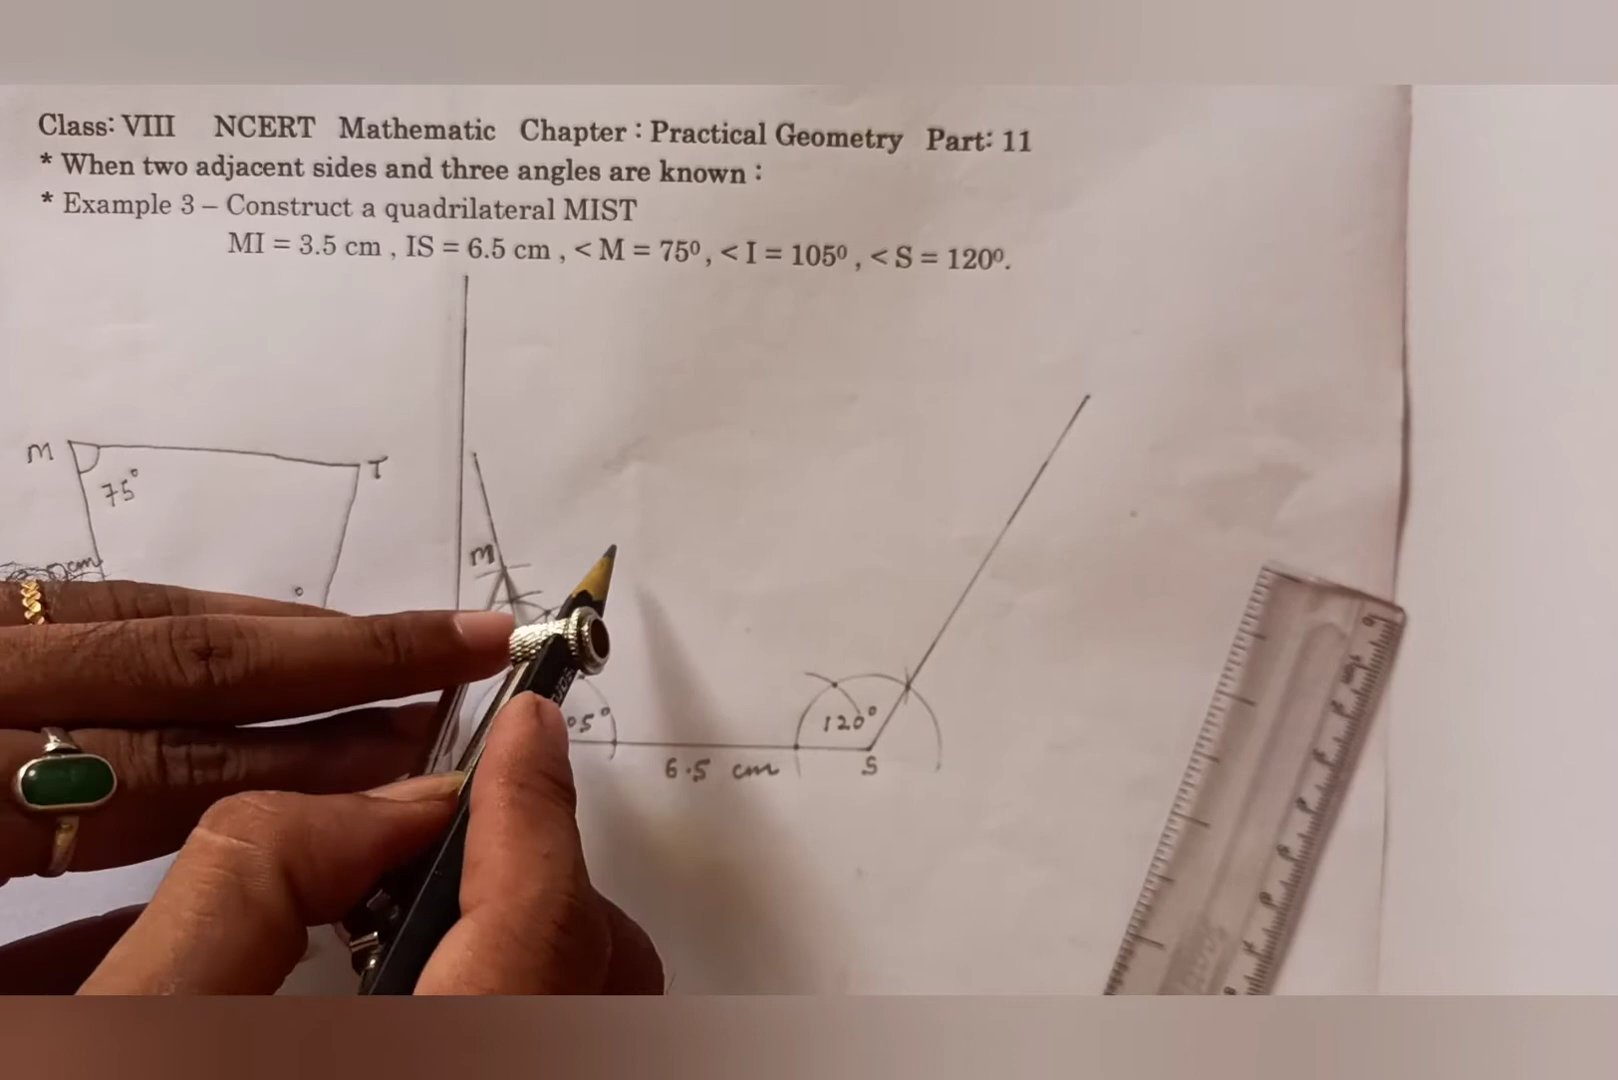 Class: VIII NCERT Mathematic Chapter : Practical Geometry Part: 11
* When two adjacent sides and three angles are known :
* Example 3 – Construct a quadrilateral MIST
MI = 3.5 cm , IS = 6.5 cm , < M = 75⁰ , < I = 105⁰ , < S = 120⁰.
M
T
75°
cm
M
05°
120°
6.5 cm
S